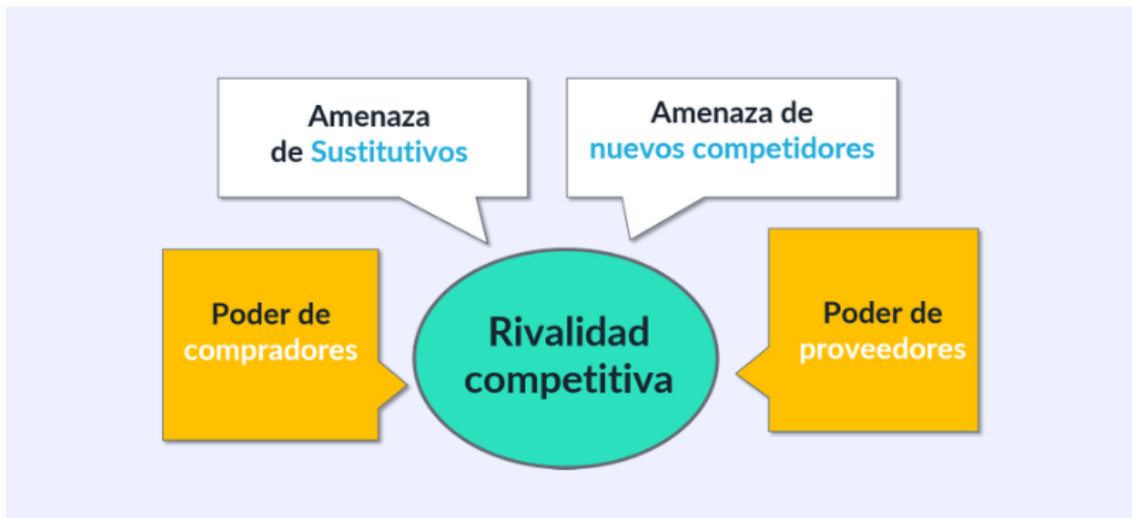 Amenaza
de Sustitutivos
Amenaza de
nuevos competidores
Poder de
compradores
Rivalidad
competitiva
Poder de
proveedores